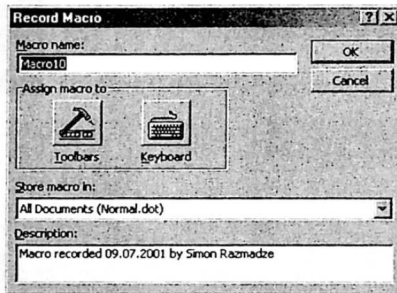 Record Macro
Macro name:
OK
Macro10
Cancel
Assign macro to
Toolbars
Keyboard
Store macro in:
All Documents (Normal.dot)
Description:
Macro recorded 09.07.2001 by Simon Razmadze